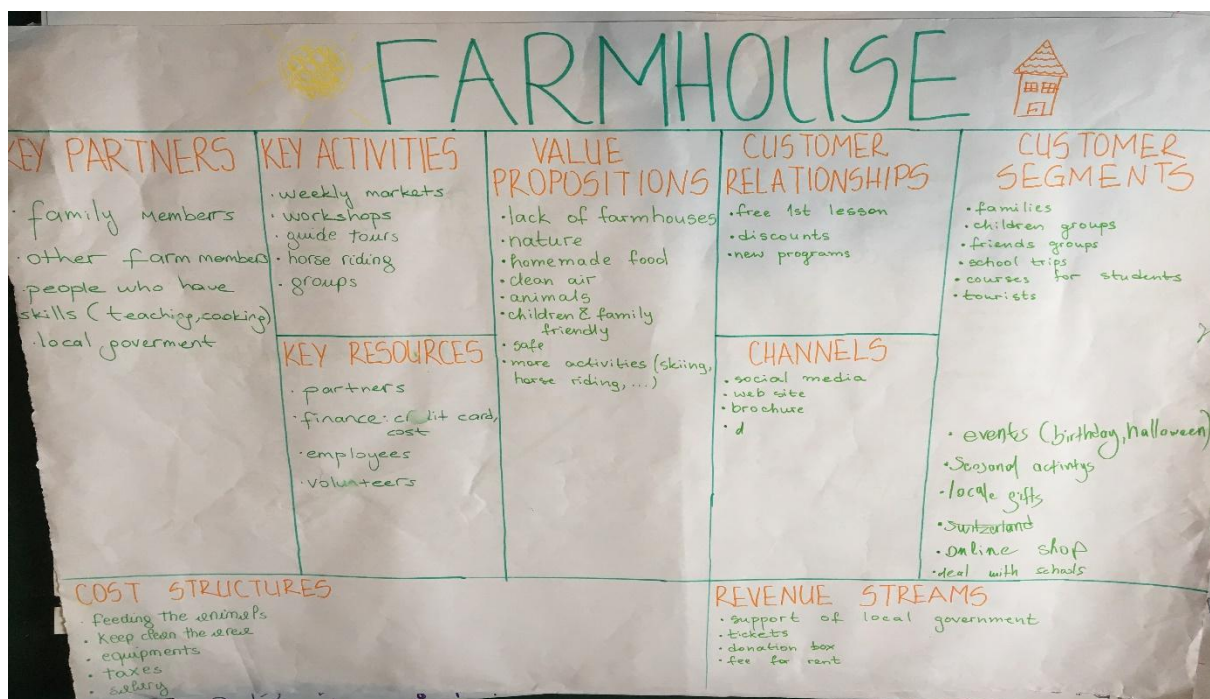 FARMHOUSE
KEY PARTNERS
· family members
· other farm members
· people who have
skills (teaching, cooking)
· local goverment
KEY ACTIVITIES
· weekly markets
· workshops
· guide tours
· horse riding
· groups
KEY RESOURCES
· partners
· finance: credit card,
cost
· employees
· volunteers
VALUE
PROPOSITIONS
· lack of farmhouses
· nature
· homemade food
· clean air
· animals
· children & family
friendly
· safe
· more activities (skiing,
horse riding, ...)
CUSTOMER
RELATIONSHIPS
· free 1st lesson
· discounts
· new programs
CHANNELS
· social media
· web site
· brochure
· d
CUSTOMER
SEGMENTS
· families
· children groups
· friends groups
· school trips
· courses for students
· tourists
· events (birthday, halloween)
· Seasonal activitys
· locale gifts
· Switzerland
· online shop
· deal with schools
COST STRUCTURES
· feeding the animels
· Keep clean the eree
· equipments
· taxes
· sellery
REVENUE STREAMS
· support of local government
· tickets
· donation box
· fee for rent